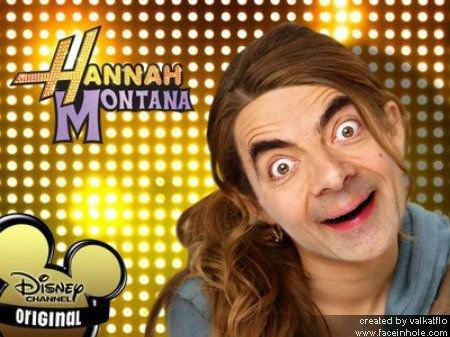 HANNAH
MONTANA
Disney
CHANNEL
ORIGINAL
created by valkatflo
www.faceinhole.com